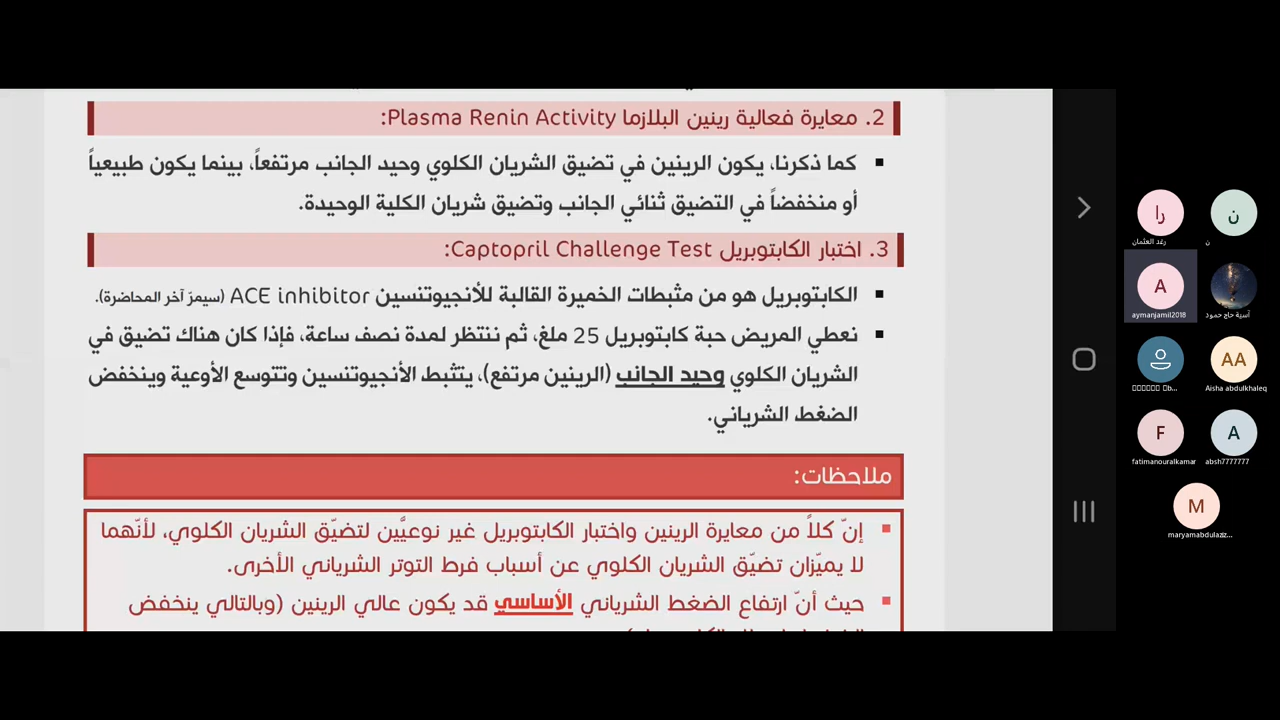 2. معايرة فعالية رينين البلازما Plasma Renin Activity:
▪ كما ذكرنا، يكون الرينين في تضيق الشريان الكلوي وحيد الجانب مرتفعاً، بينما يكون طبيعياً
أو منخفضاً في التضيق ثنائي الجانب وتضيق شريان الكلية الوحيدة.
3. اختبار الكابتوبريل Captopril Challenge Test:
▪ الكابتوبريل هو من مثبطات الخميرة القالبة للأنجيوتنسين ACE inhibitor (سيمرّ آخر المحاضرة).
▪ نعطي المريض حبة كابتوبريل 25 ملغ، ثم ننتظر لمدة نصف ساعة، فإذا كان هناك تضيق في
الشريان الكلوي وحيد الجانب (الرينين مرتفع)، يتثبط الأنجيوتنسين وتتوسع الأوعية وينخفض
الضغط الشرياني.
ملاحظات:
▪ إنّ كلاً من معايرة الرينين واختبار الكابتوبريل غير نوعيَّين لتضيّق الشريان الكلوي، لأنّهما
لا يميّزان تضيّق الشريان الكلوي عن أسباب فرط التوتر الشرياني الأخرى.
▪ حيث أنّ ارتفاع الضغط الشرياني الأساسي قد يكون عالي الرينين (وبالتالي ينخفض
را
رغد العثمان
ن
ن
A
aymanjamil2018
آسية حاج حمود
AA
Aisha abdulkhaleq
F
fatimanouralkamar
A
absh7777777
M
maryamabdulaziz...